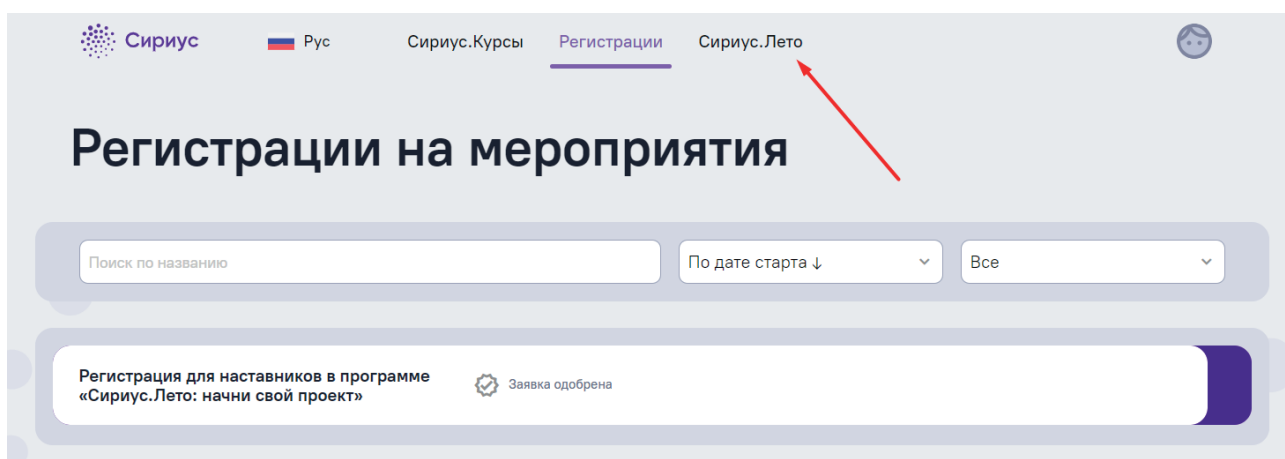 Сириус Рус Сириус.Курсы Регистрации Сириус.Лето
Регистрации на мероприятия
Поиск по названию По дате старта ↓ Все
Регистрация для наставников в программе
«Сириус.Лето: начни свой проект»
Заявка одобрена